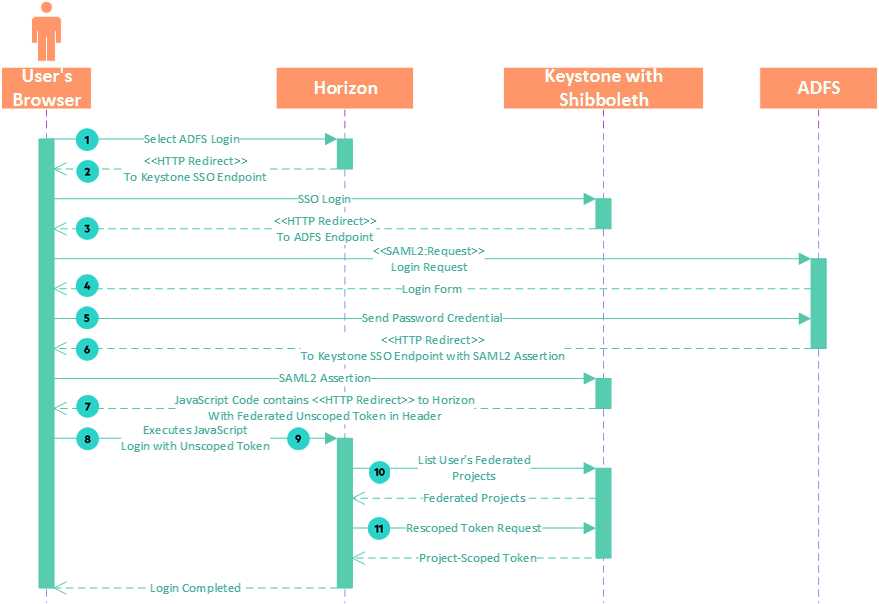 User's
Browser
Horizon
Keystone with
Shibboleth
ADFS
1
Select ADFS Login
<<HTTP Redirect>>
2
To Keystone SSO Endpoint
SSO Login
<<HTTP Redirect>>
3
To ADFS Endpoint
<<SAML2:Request>>
Login Request
4
Login Form
5
Send Password Credential
<<HTTP Redirect>>
6
To Keystone SSO Endpoint with SAML2 Assertion
SAML2 Assertion
7
JavaScript Code contains <<HTTP Redirect>> to Horizon
With Federated Unscoped Token in Header
8
Executes JavaScript
Login with Unscoped Token
9
10
List User's Federated
Projects
Federated Projects
11
Rescoped Token Request
Project-Scoped Token
Login Completed